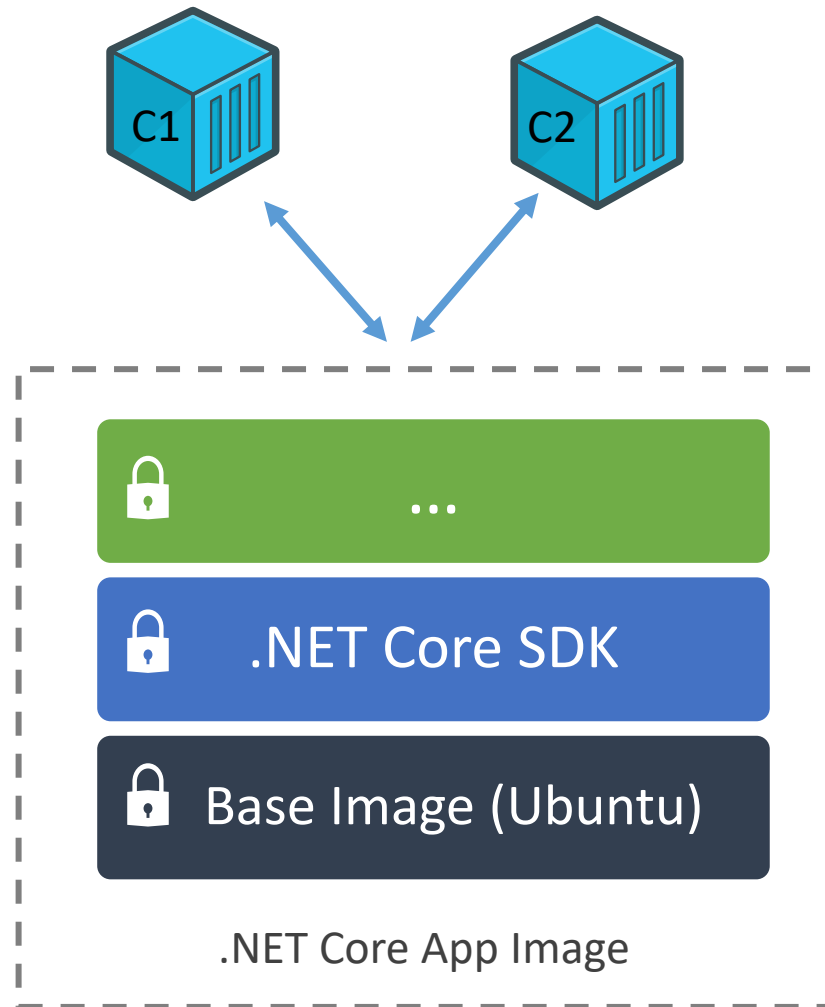 C1
C2
...
.NET Core SDK
Base Image (Ubuntu)
.NET Core App Image